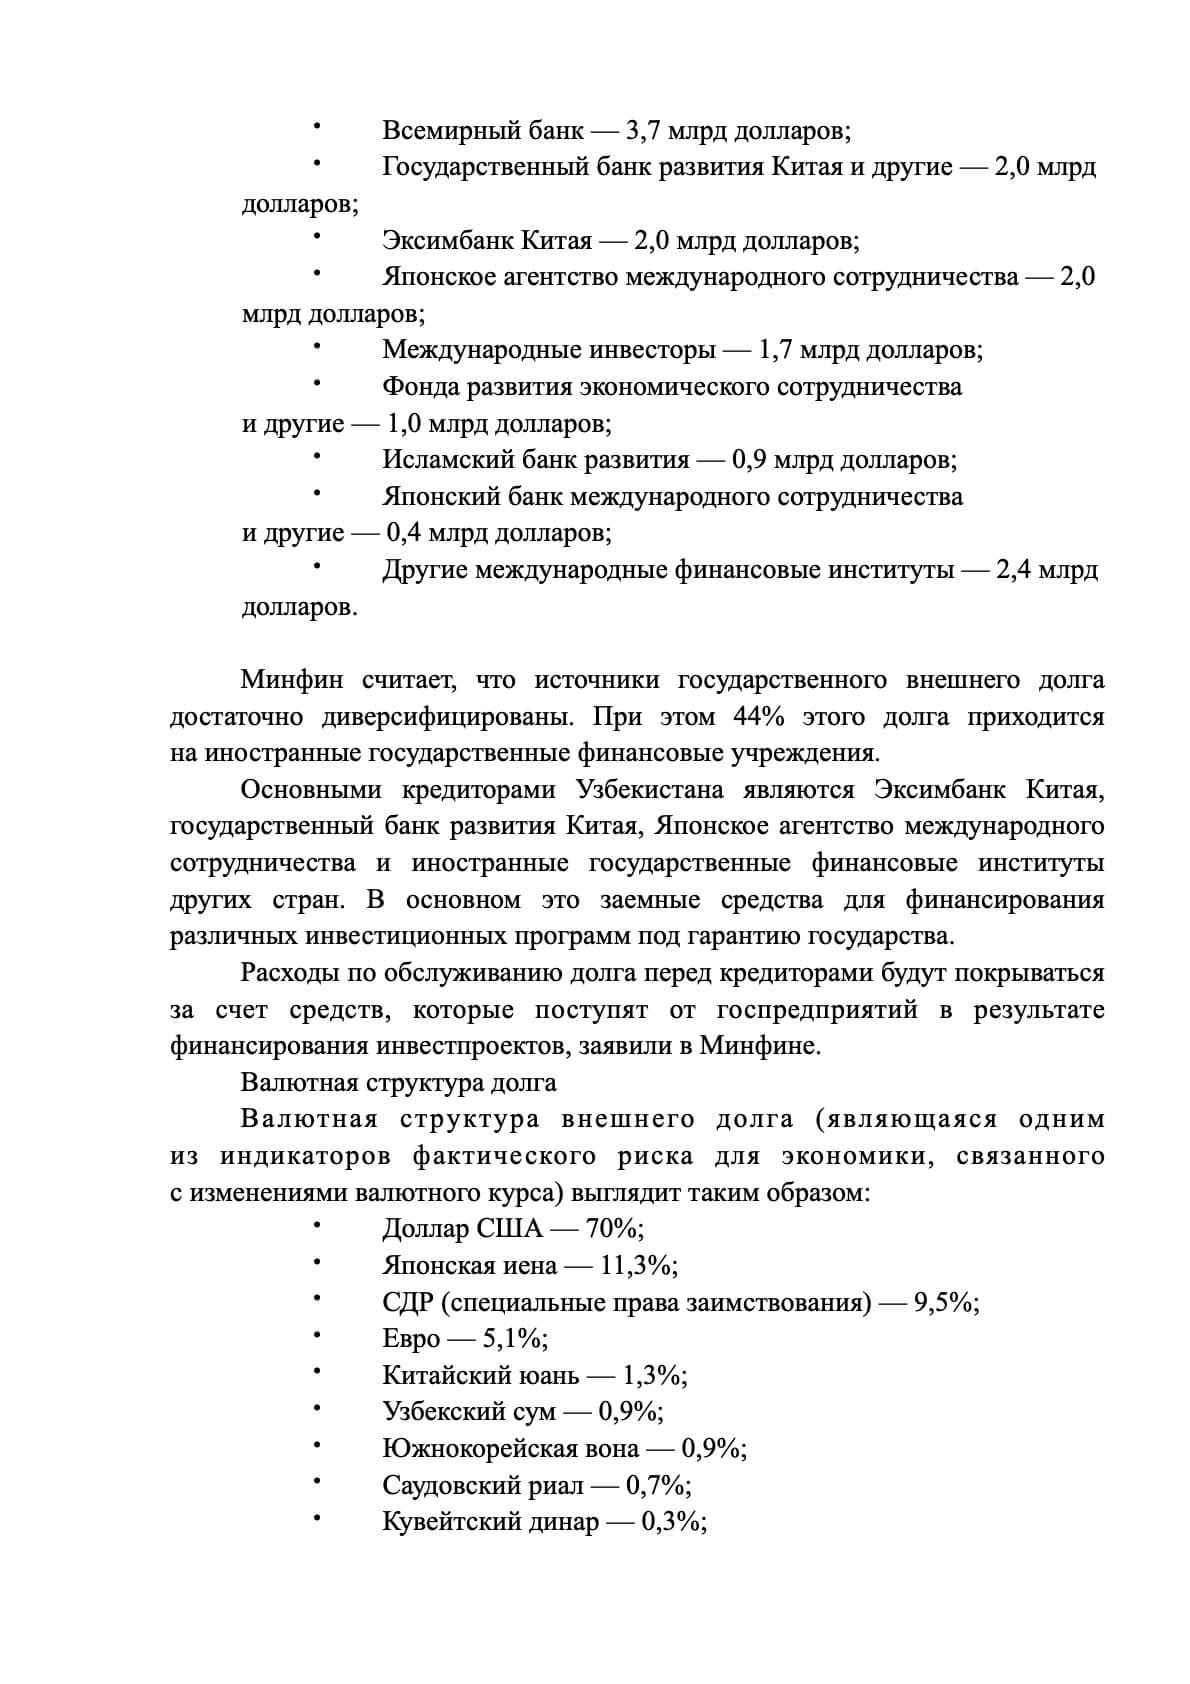 • Всемирный банк — 3,7 млрд долларов;
• Государственный банк развития Китая и другие — 2,0 млрд
долларов;
• Эксимбанк Китая — 2,0 млрд долларов;
• Японское агентство международного сотрудничества — 2,0
млрд долларов;
• Международные инвесторы — 1,7 млрд долларов;
• Фонда развития экономического сотрудничества
и другие — 1,0 млрд долларов;
• Исламский банк развития — 0,9 млрд долларов;
• Японский банк международного сотрудничества
и другие — 0,4 млрд долларов;
• Другие международные финансовые институты — 2,4 млрд
долларов.
Минфин считает, что источники государственного внешнего долга
достаточно диверсифицированы. При этом 44% этого долга приходится
на иностранные государственные финансовые учреждения.
Основными кредиторами Узбекистана являются Эксимбанк Китая,
государственный банк развития Китая, Японское агентство международного
сотрудничества и иностранные государственные финансовые институты
других стран. В основном это заемные средства для финансирования
различных инвестиционных программ под гарантию государства.
Расходы по обслуживанию долга перед кредиторами будут покрываться
за счет средств, которые поступят от госпредприятий в результате
финансирования инвестпроектов, заявили в Минфине.
Валютная структура долга
Валютная структура внешнего долга (являющаяся одним
из индикаторов фактического риска для экономики, связанного
с изменениями валютного курса) выглядит таким образом:
• Доллар США — 70%;
• Японская иена — 11,3%;
• СДР (специальные права заимствования) — 9,5%;
• Евро — 5,1%;
• Китайский юань — 1,3%;
• Узбекский сум — 0,9%;
• Южнокорейская вона — 0,9%;
• Саудовский риал — 0,7%;
• Кувейтский динар — 0,3%;